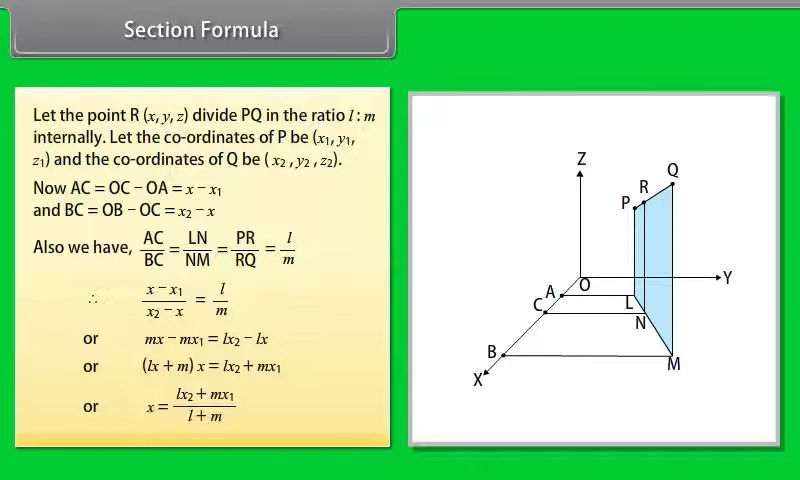 Section Formula
Let the point R (x, y, z) divide PQ in the ratio l : m
internally. Let the co-ordinates of P be (x₁, y₁,
z₁) and the co-ordinates of Q be ( x₂ , y₂ , z₂).
Now AC = OC − OA = x − x₁
and BC = OB − OC = x₂ − x
Also we have, AC/BC = LN/NM = PR/RQ = l/m
∴ x − x₁/x₂ − x = l/m
or mx − mx₁ = lx₂ − lx
or (lx + m) x = lx₂ + mx₁
or x = lx₂ + mx₁/l + m
Z
Q
R
P
O
Y
A
L
C
N
B
M
X